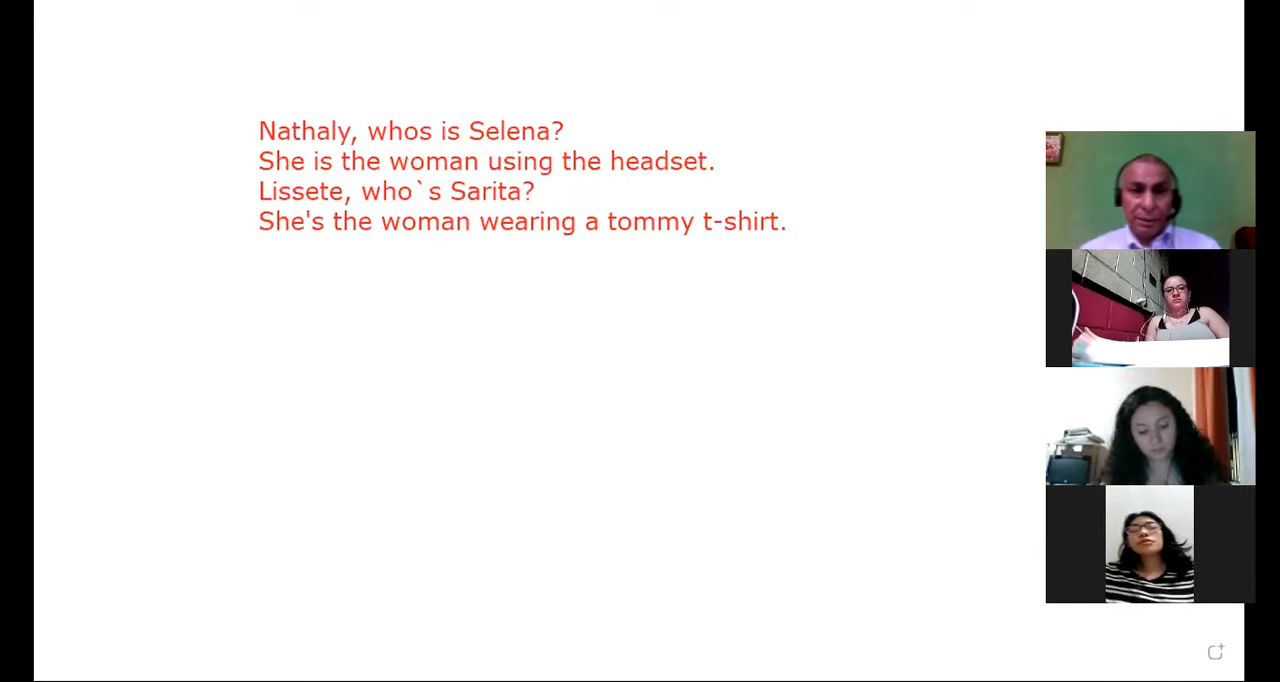 Nathaly, whos is Selena?
She is the woman using the headset.
Lissete, who`s Sarita?
She's the woman wearing a tommy t-shirt.